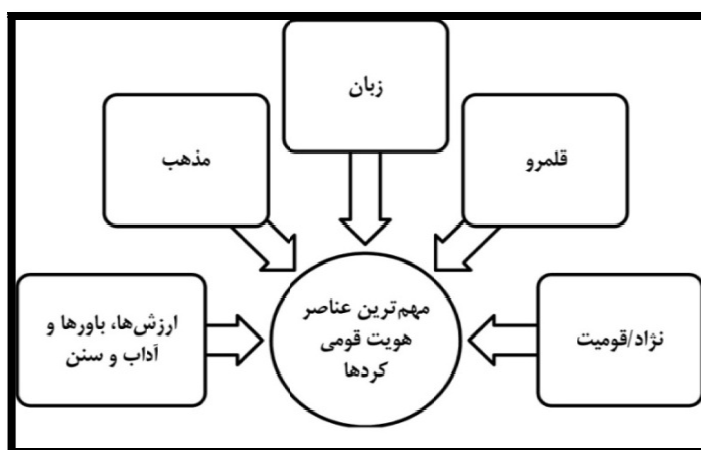 زبان
قلمرو
مذهب
مهم‌ترین عناصر
هویت قومی
کردها
نژاد/قومیت
ارزش‌ها، باورها و
آداب و سنن